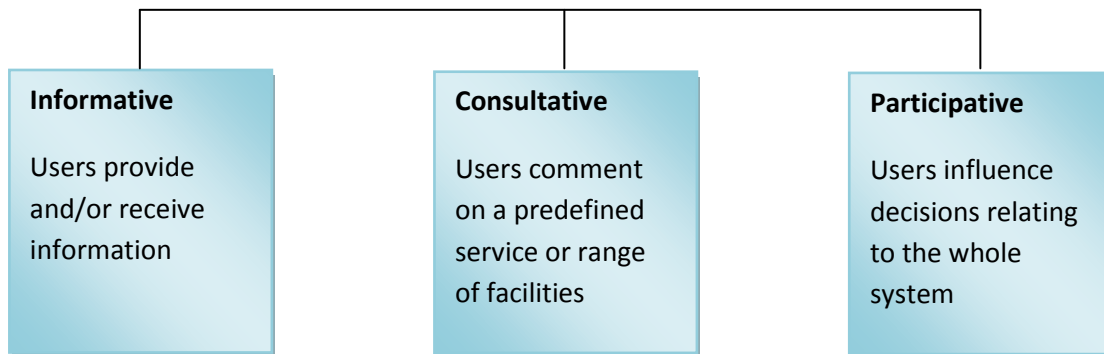 Informative
Users provide
and/or receive
information
Consultative
Users comment
on a predefined
service or range
of facilities
Participative
Users influence
decisions relating
to the whole
system